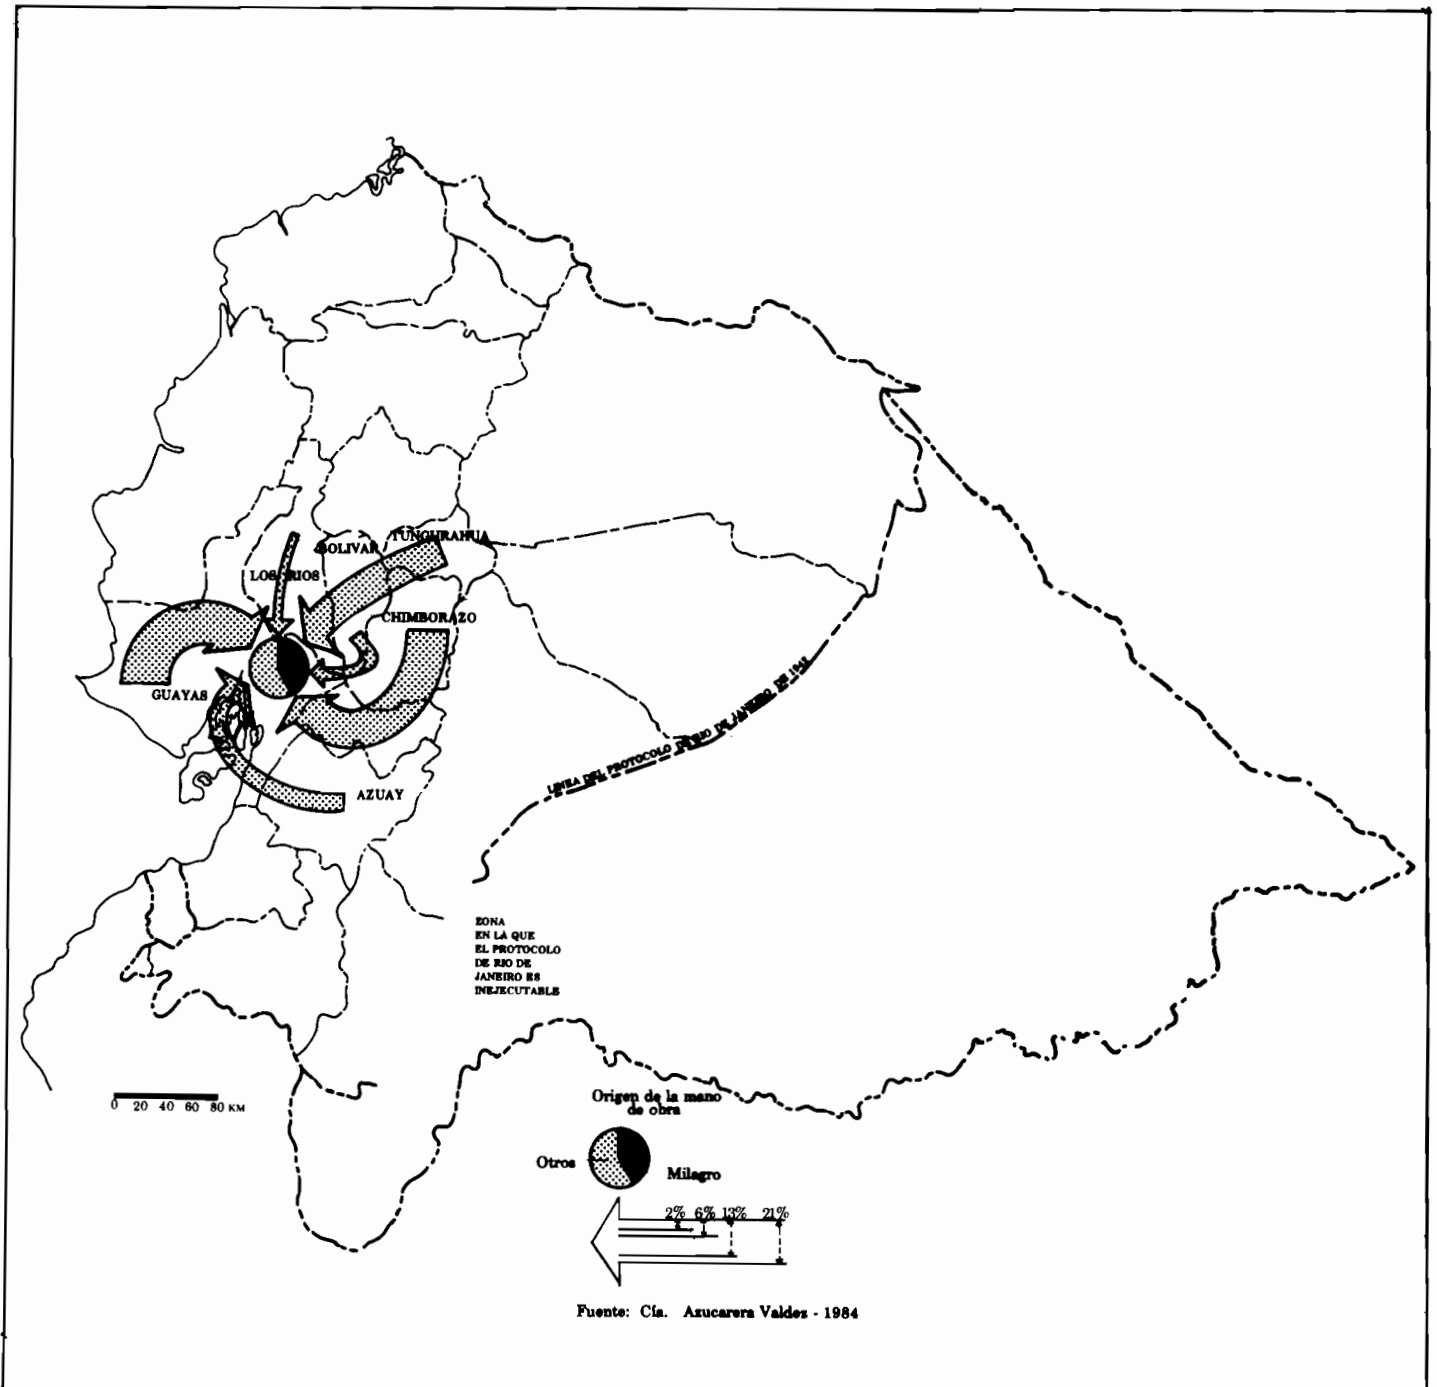 BOLIVAR
TUNGURAHUA
LOS RIOS
CHIMBORAZO
GUAYAS
AZUAY
LINEA DEL PROTOCOLO DE RIO DE JANEIRO DE 1942
ZONA
EN LA QUE
EL PROTOCOLO
DE RIO DE
JANEIRO ES
INEJECUTABLE
0 20 40 60 80 KM
Origen de la mano
de obra
Otros
Milagro
2% 6% 13% 21%
Fuente: Cía. Azucarera Valdez - 1984